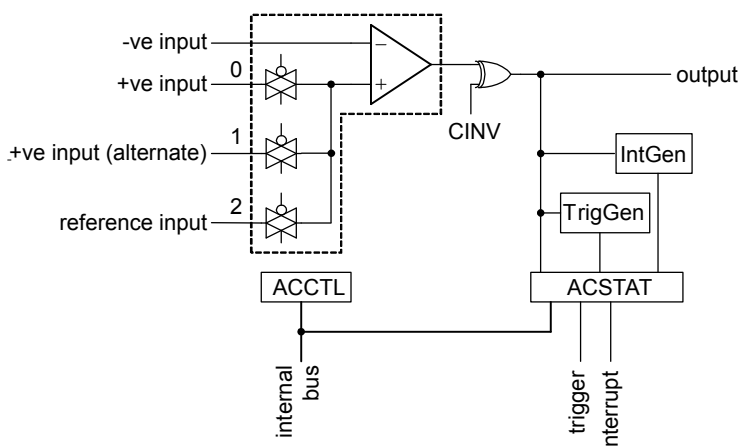 -ve input
−
+ve input
0
+
output
CINV
+ve input (alternate)
1
IntGen
reference input
2
TrigGen
ACCTL
ACSTAT
internal
bus
trigger
nterrupt